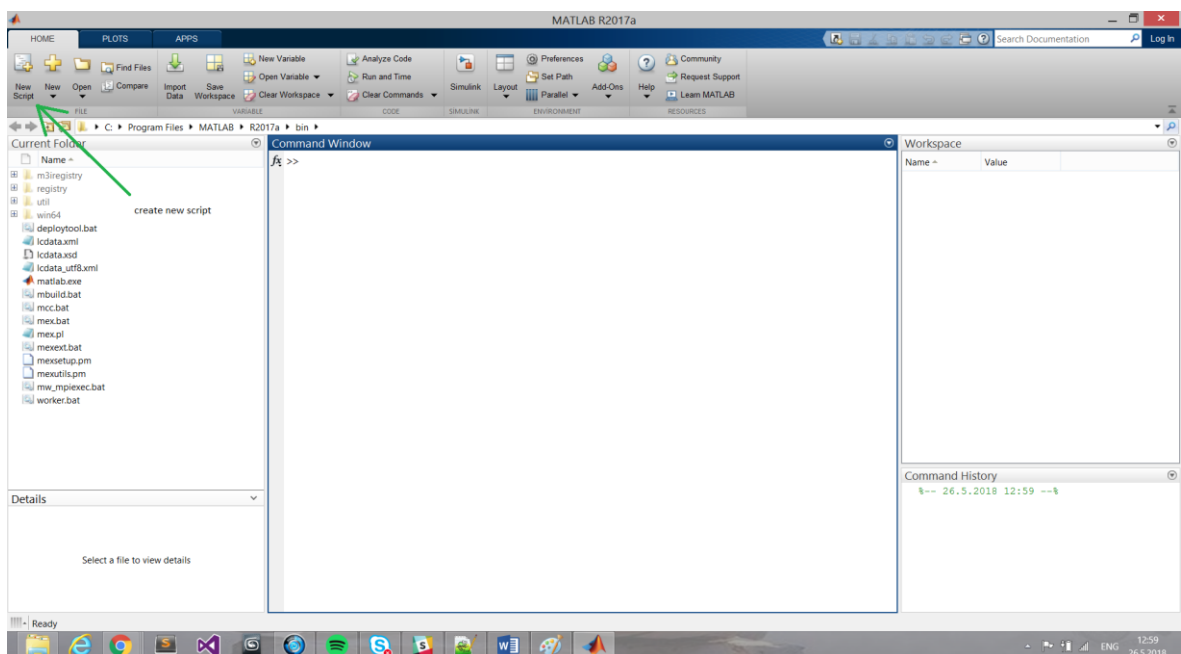 MATLAB R2017a
HOME PLOTS APPS
Search Documentation Log In
New Script
New
Open
Find Files
Compare
Import Data
Save Workspace
New Variable
Open Variable
Clear Workspace
Analyze Code
Run and Time
Clear Commands
Simulink
Layout
Preferences
Set Path
Parallel
Add-Ons
Help
Community
Request Support
Learn MATLAB
FILE VARIABLE CODE SIMULINK ENVIRONMENT RESOURCES
C: Program Files MATLAB R2017a bin
Current Folder
Name
m3iregistry
registry
util
win64
deploytool.bat
lcdata.xml
lcdata.xsd
lcdata_utf8.xml
matlab.exe
mbuild.bat
mcc.bat
mex.bat
mex.pl
mexext.bat
mexsetup.pm
mexutils.pm
mw_mpiexec.bat
worker.bat
create new script
Details
Select a file to view details
Command Window
fx >>
Workspace
Name Value
Command History
%-- 26.5.2018 12:59 --%
Ready
ENG
12:59
26.5.2018